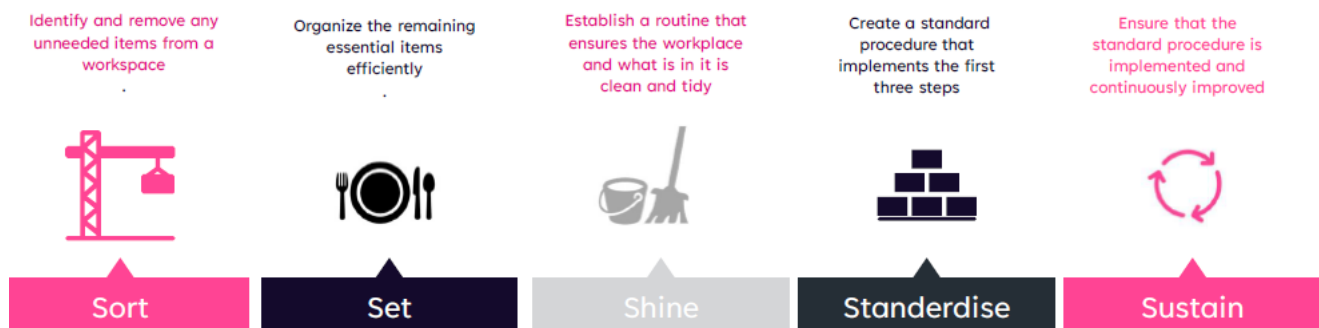 Identify and remove any
unneeded items from a
workspace
.
Organize the remaining
essential items
efficiently
.
Establish a routine that
ensures the workplace
and what is in it is
clean and tidy
Create a standard
procedure that
implements the first
three steps
Ensure that the
standard procedure is
implemented and
continuously improved
Sort
Set
Shine
Standerdise
Sustain